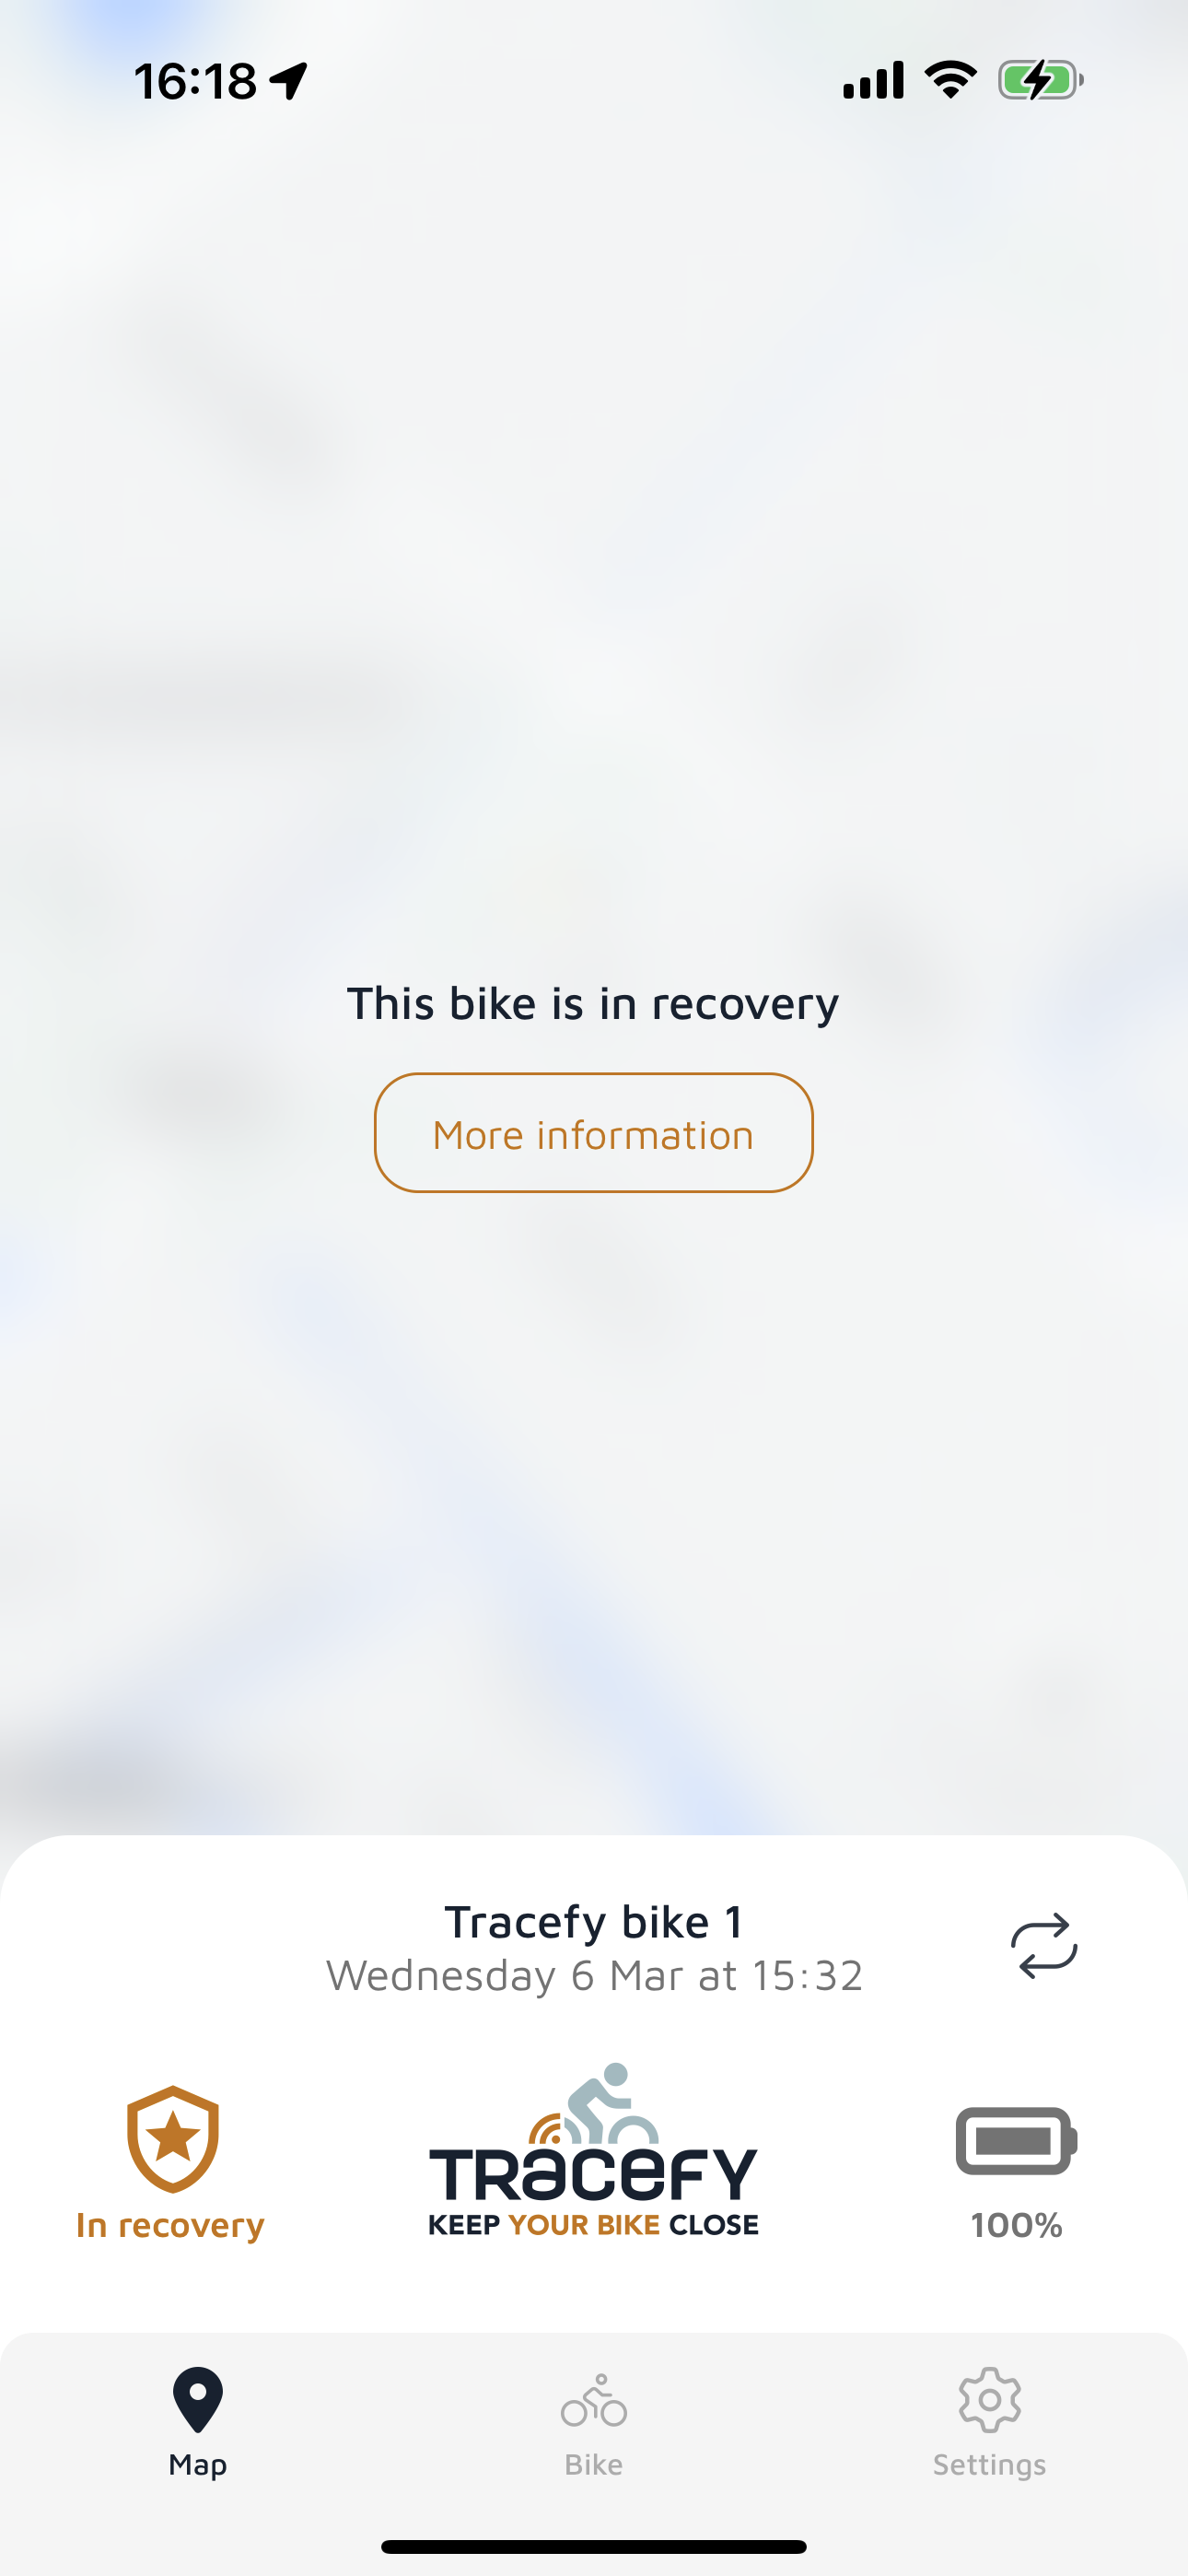 16:18
This bike is in recovery
More information
Tracefy bike 1
Wednesday 6 Mar at 15:32
In recovery
TRaceFY
KEEP YOUR BIKE CLOSE
100%
Map
Bike
Settings